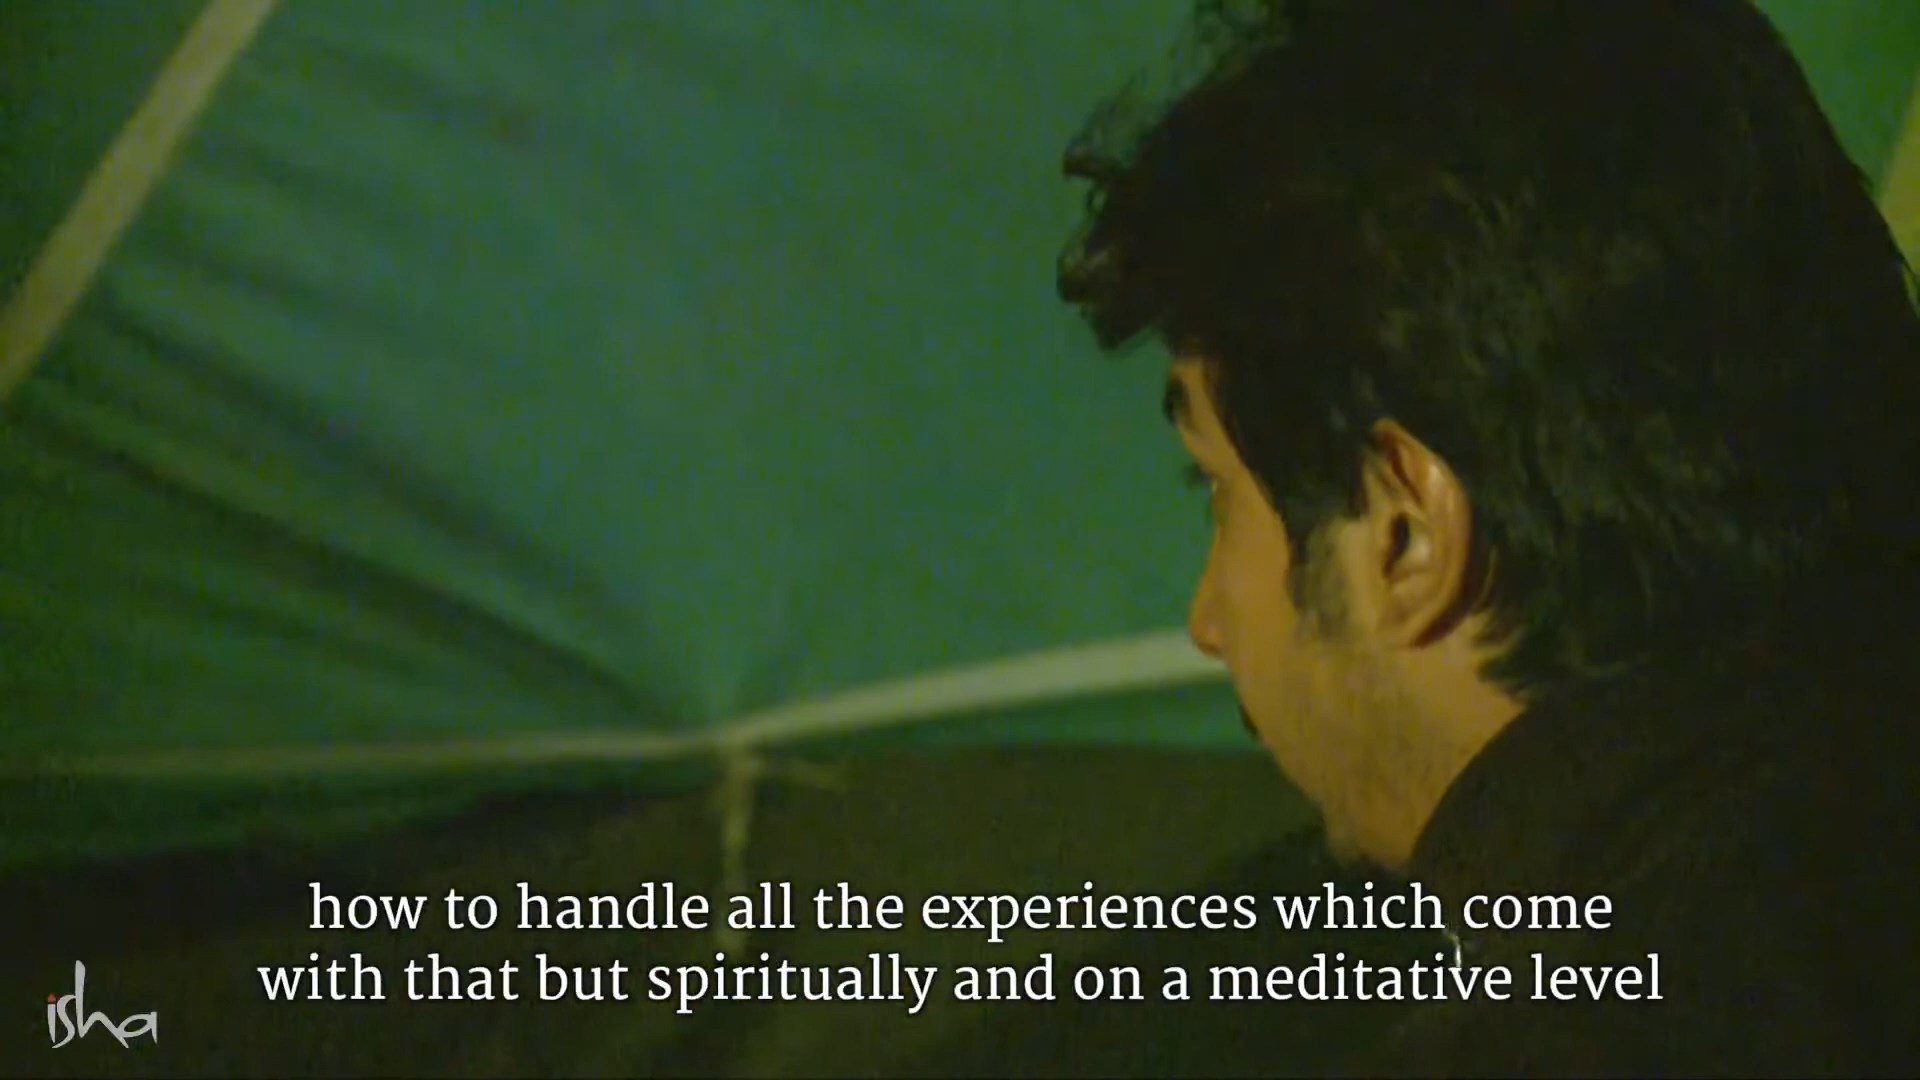 how to handle all the experiences which come
with that but spiritually and on a meditative level
isha